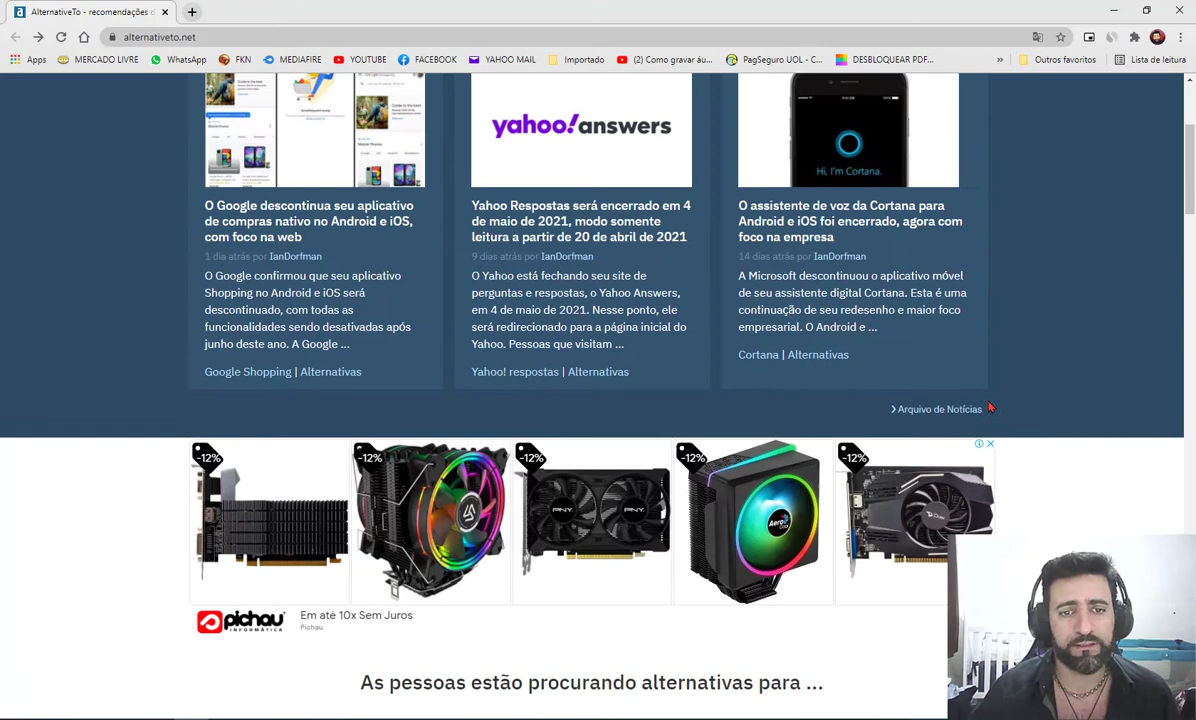 AlternativeTo - recomendações d
alternativeto.net
Apps
MERCADO LIVRE
WhatsApp
FKN
MEDIAFIRE
YOUTUBE
FACEBOOK
YAHOO MAIL
Importado
(2) Como gravar áu...
PagSeguro UOL - C...
DESBLOQUEAR PDF...
»
Outros favoritos
Lista de leitura
yahoo!answers
Hi, I'm Cortana.
O Google descontinua seu aplicativo
de compras nativo no Android e iOS,
com foco na web
1 dia atrás por IanDorfman
O Google confirmou que seu aplicativo
Shopping no Android e iOS será
descontinuado, com todas as
funcionalidades sendo desativadas após
junho deste ano. A Google ...
Google Shopping | Alternativas
Yahoo Respostas será encerrado em 4
de maio de 2021, modo somente
leitura a partir de 20 de abril de 2021
9 dias atrás por IanDorfman
O Yahoo está fechando seu site de
perguntas e respostas, o Yahoo Answers,
em 4 de maio de 2021. Nesse ponto, ele
será redirecionado para a página inicial do
Yahoo. Pessoas que visitam ...
Yahoo! respostas | Alternativas
O assistente de voz da Cortana para
Android e iOS foi encerrado, agora com
foco na empresa
14 dias atrás por IanDorfman
A Microsoft descontinuou o aplicativo móvel
de seu assistente digital Cortana. Esta é uma
continuação de seu redesenho e maior foco
empresarial. O Android e ...
Cortana | Alternativas
Arquivo de Notícias
-12%
-12%
-12%
-12%
-12%
PNY
PNY
Aero
pichau
INFORMÁTICA
Em até 10x Sem Juros
Pichau
As pessoas estão procurando alternativas para ...